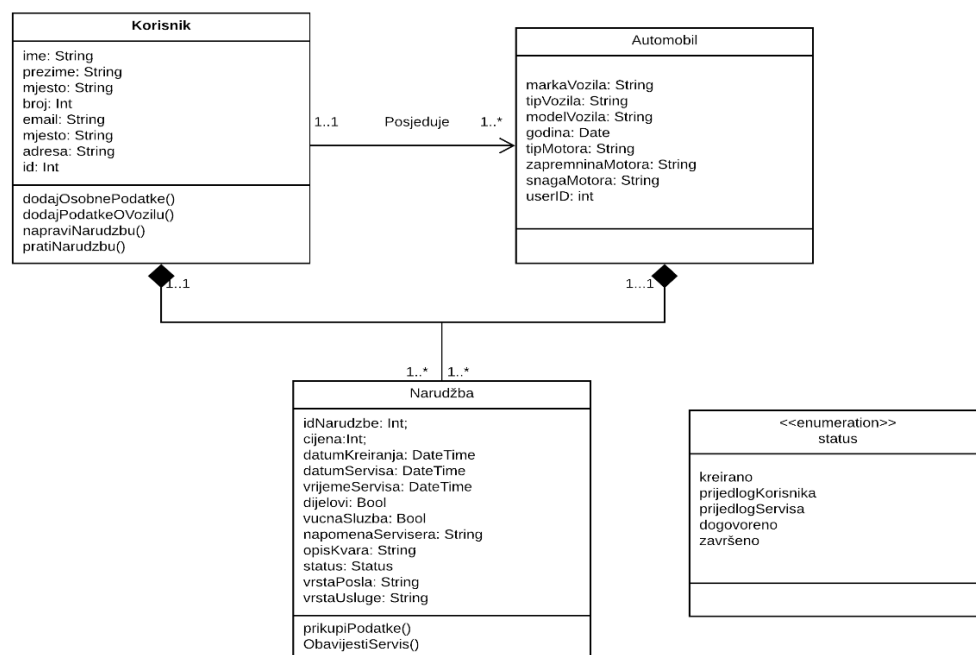 Korisnik
ime: String
prezime: String
mjesto: String
broj: Int
email: String
mjesto: String
adresa: String
id: Int
dodajOsobnePodatke()
dodajPodatkeOVozilu()
napraviNarudzbu()
pratiNarudzbu()
1..1 Posjeduje 1..*
Automobil
markaVozila: String
tipVozila: String
modelVozila: String
godina: Date
tipMotora: String
zapremninaMotora: String
snagaMotora: String
userID: int
1..1
1...1
1..* 1..*
Narudžba
idNarudzbe: Int;
cijena:Int;
datumKreiranja: DateTime
datumServisa: DateTime
vrijemeServisa: DateTime
dijelovi: Bool
vucnaSluzba: Bool
napomenaServisera: String
opisKvara: String
status: Status
vrstaPosla: String
vrstaUsluge: String
prikupiPodatke()
ObavijestiServis()
<<enumeration>>
status
kreirano
prijedlogKorisnika
prijedlogServisa
dogovoreno
završeno